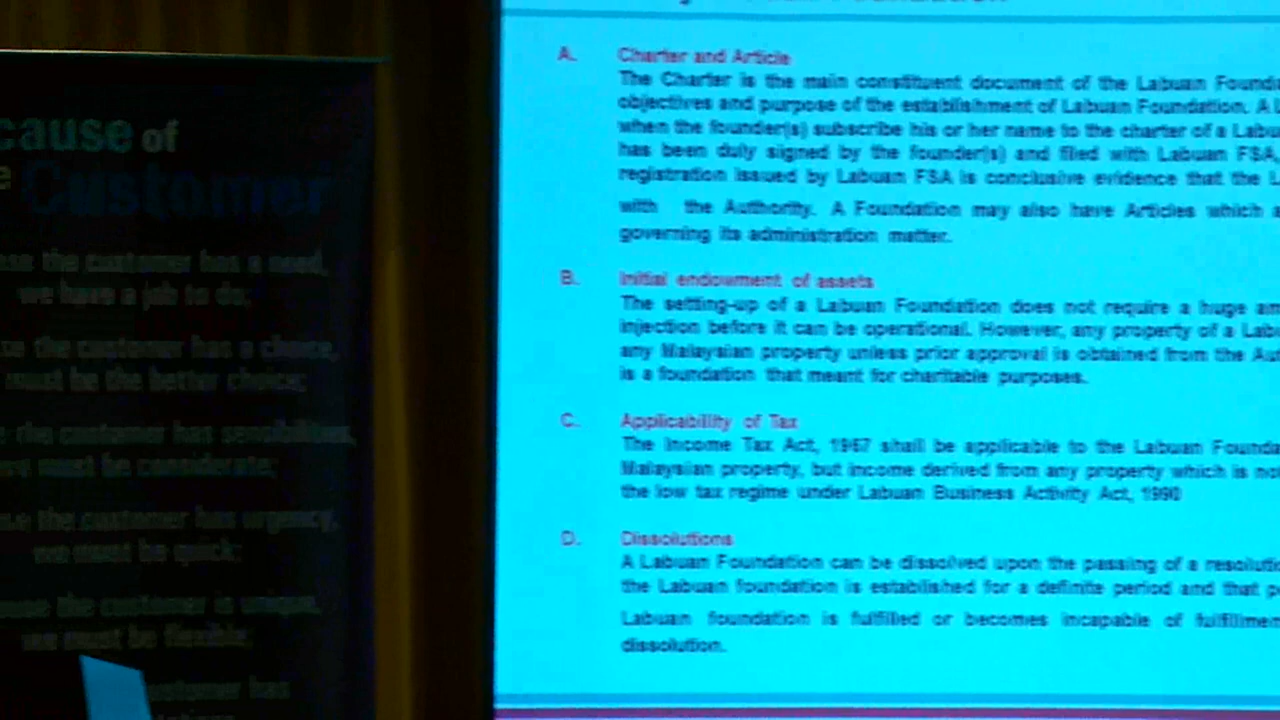 cause of
e Customer
the customer has a need,
we have a job to do;
the customer has a choice,
must be the better choice;
the customer has sensibilities,
must be considerate;
the customer has urgency,
we must be quick;
the customer is unique,
we must be flexible;
customer has
A. Charter and Article
The Charter is the main constituent document of the Labuan Found
objectives and purpose of the establishment of Labuan Foundation. A L
when the founder(s) subscribe his or her name to the charter of a Labu
has been duly signed by the founder(s) and filed with Labuan FSA,
registration issued by Labuan FSA is conclusive evidence that the L
with the Authority. A Foundation may also have Articles which a
governing its administration matter.
B. Initial endowment of assets
The setting-up of a Labuan Foundation does not require a huge am
injection before it can be operational. However, any property of a Lab
any Malaysian property unless prior approval is obtained from the Au
is a foundation that meant for charitable purposes.
C. Applicability of Tax
The Income Tax Act, 1967 shall be applicable to the Labuan Founda
Malaysian property, but income derived from any property which is no
the low tax regime under Labuan Business Activity Act, 1990
D. Dissolutions
A Labuan Foundation can be dissolved upon the passing of a resoluti
the Labuan foundation is established for a definite period and that p
Labuan foundation is fulfilled or becomes incapable of fulfillmen
dissolution.